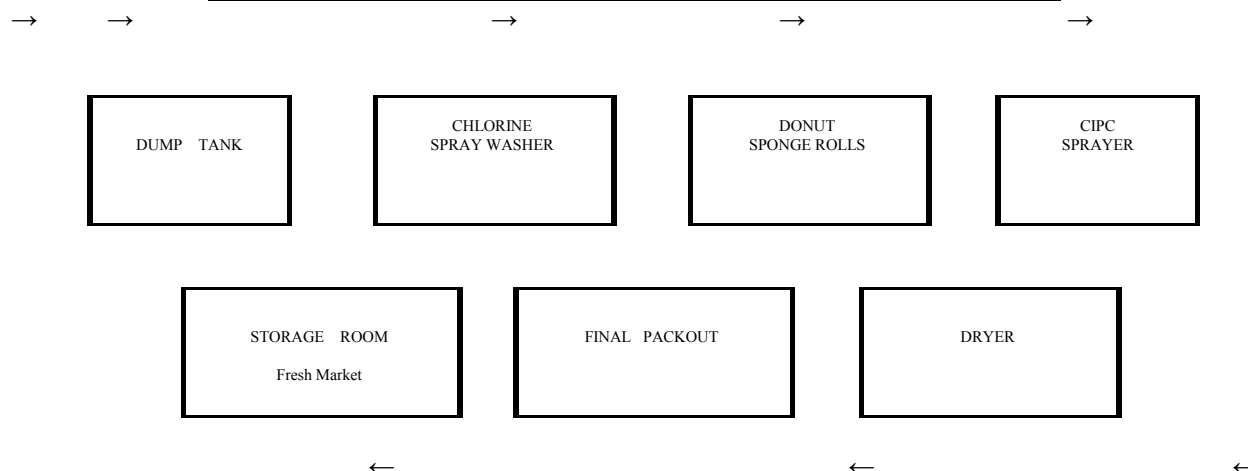 → → → → →
DUMP TANK
CHLORINE
SPRAY WASHER
DONUT
SPONGE ROLLS
CIPC
SPRAYER
STORAGE ROOM
Fresh Market
FINAL PACKOUT
DRYER
← ← ←